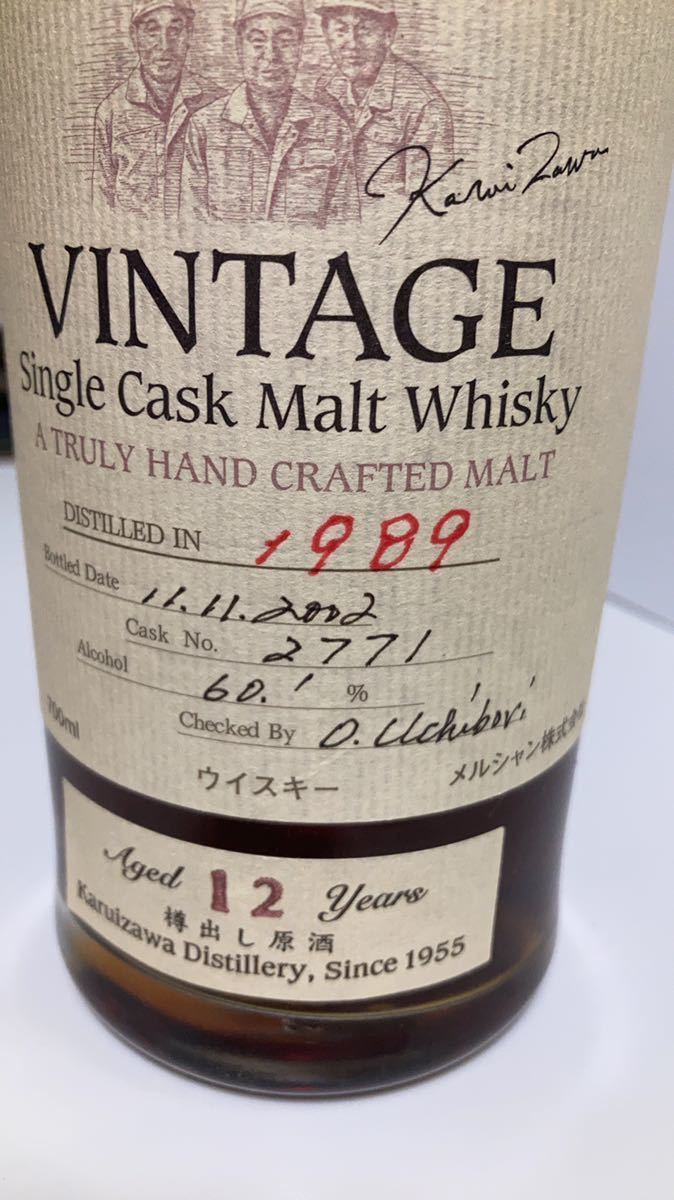 Karuizawa
VINTAGE
Single Cask Malt Whisky
A TRULY HAND CRAFTED MALT
DISTILLED IN 1989
Bottled Date 11.11.2002
Cask No. 2771
Alcohol 60.1 %
700ml Checked By O. Uchibori
ウイスキー メルシャン株式会
Aged 12 Years
樽出し原酒
Karuizawa Distillery, Since 1955